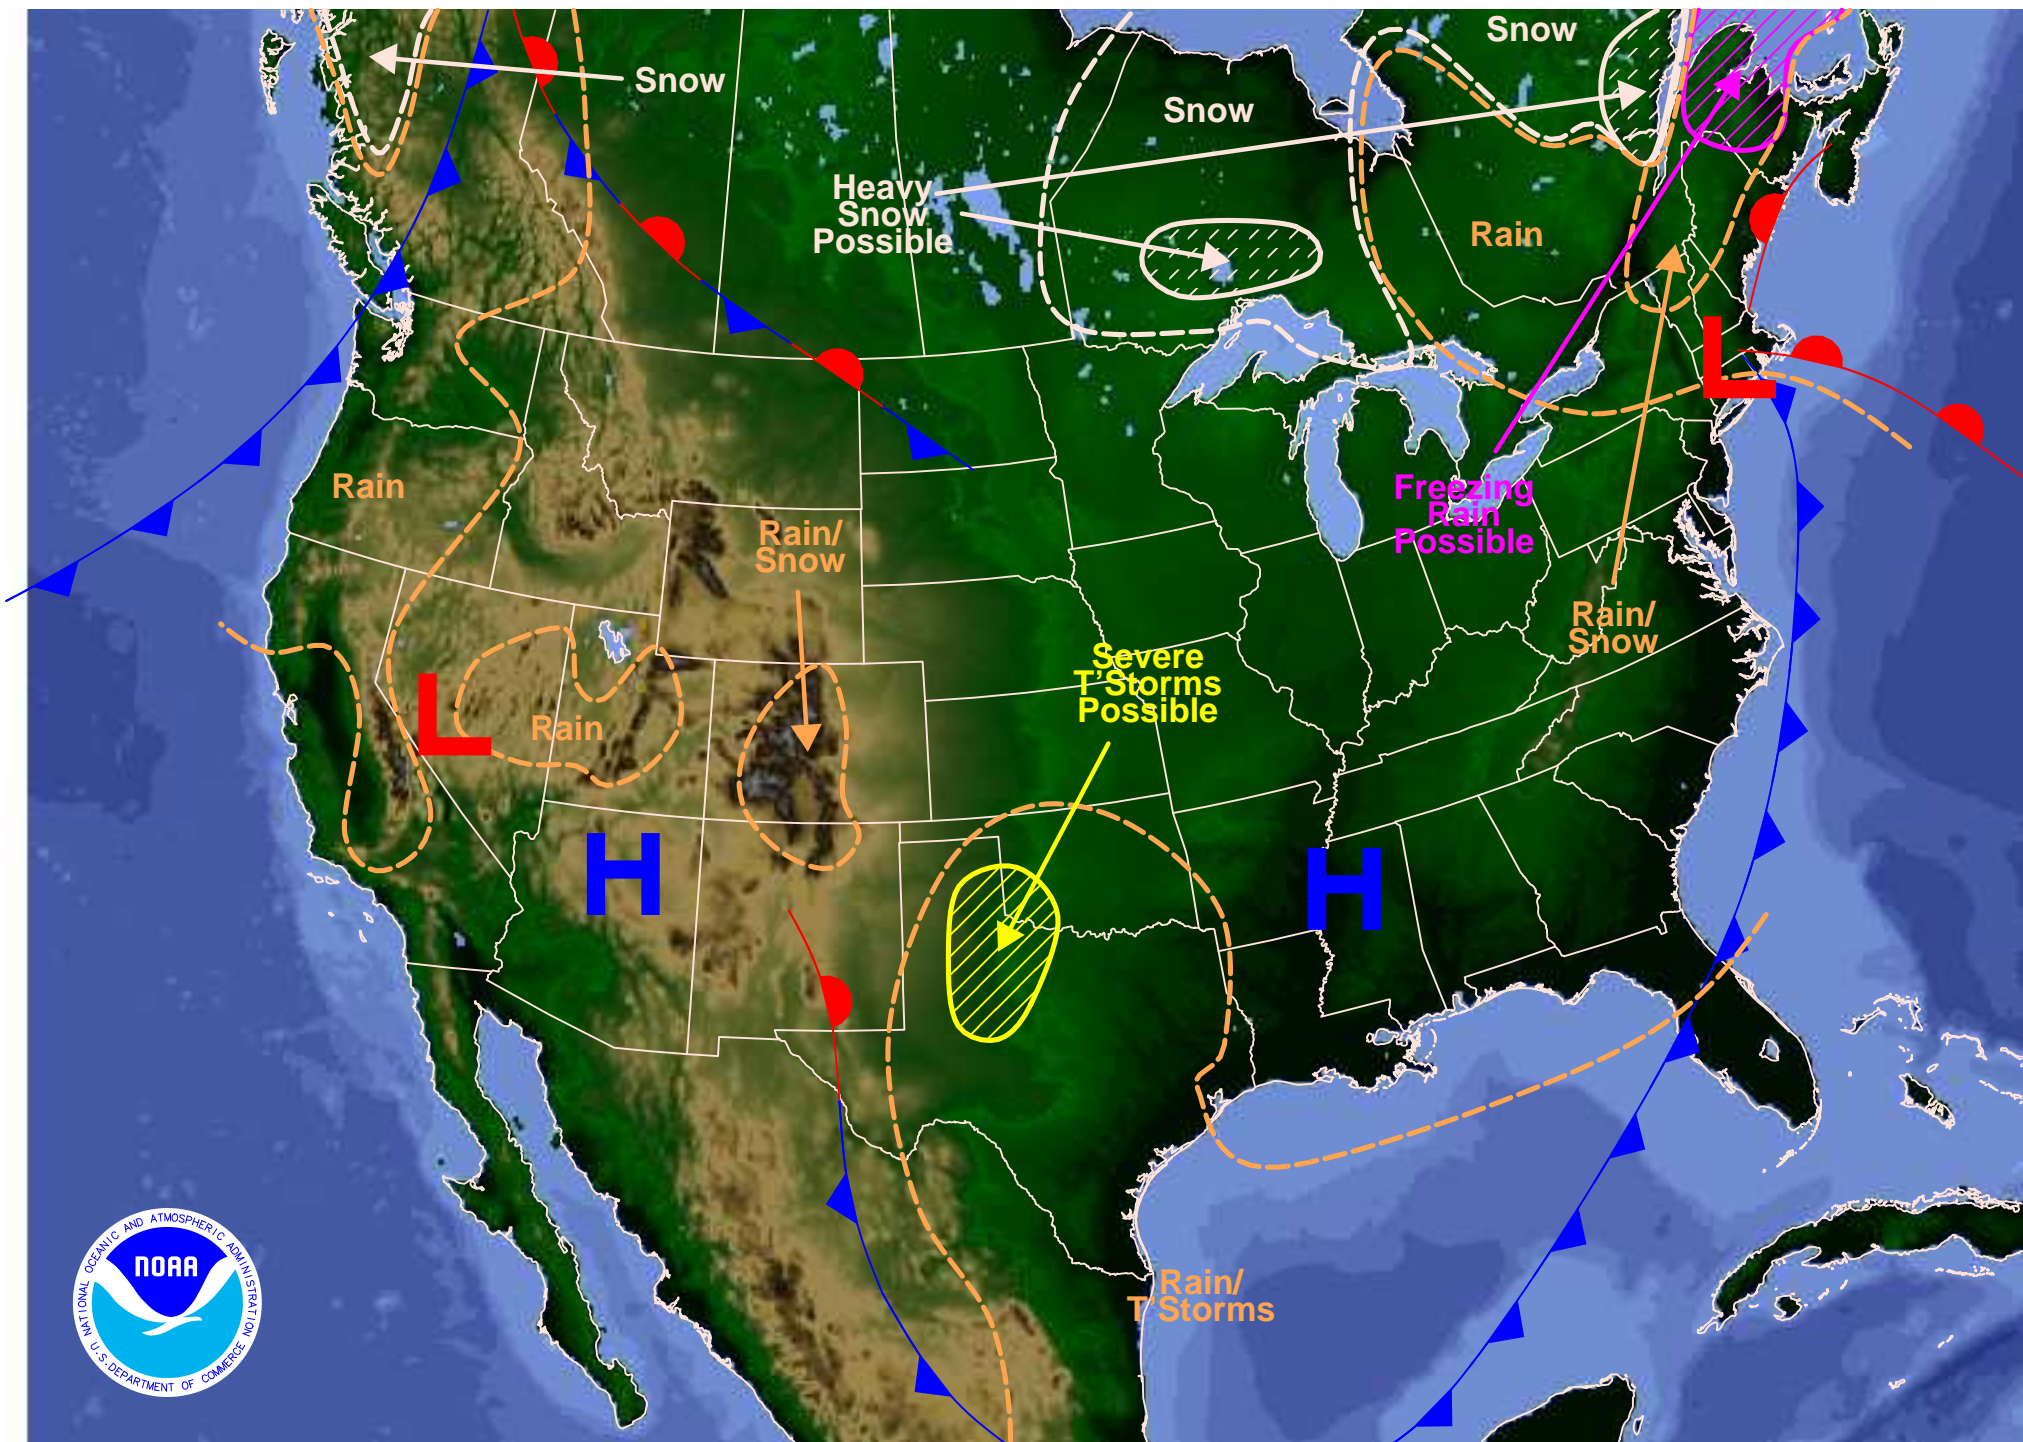 Snow
Snow
Snow
Heavy
Snow
Possible
Rain
Rain
Freezing
Rain
Possible
Rain/
Snow
Rain/
Snow
Severe
T'Storms
Possible
L
L
Rain
H
H
Rain/
T'Storms
NATIONAL OCEANIC AND ATMOSPHERIC ADMINISTRATION
NOAA
U.S. DEPARTMENT OF COMMERCE